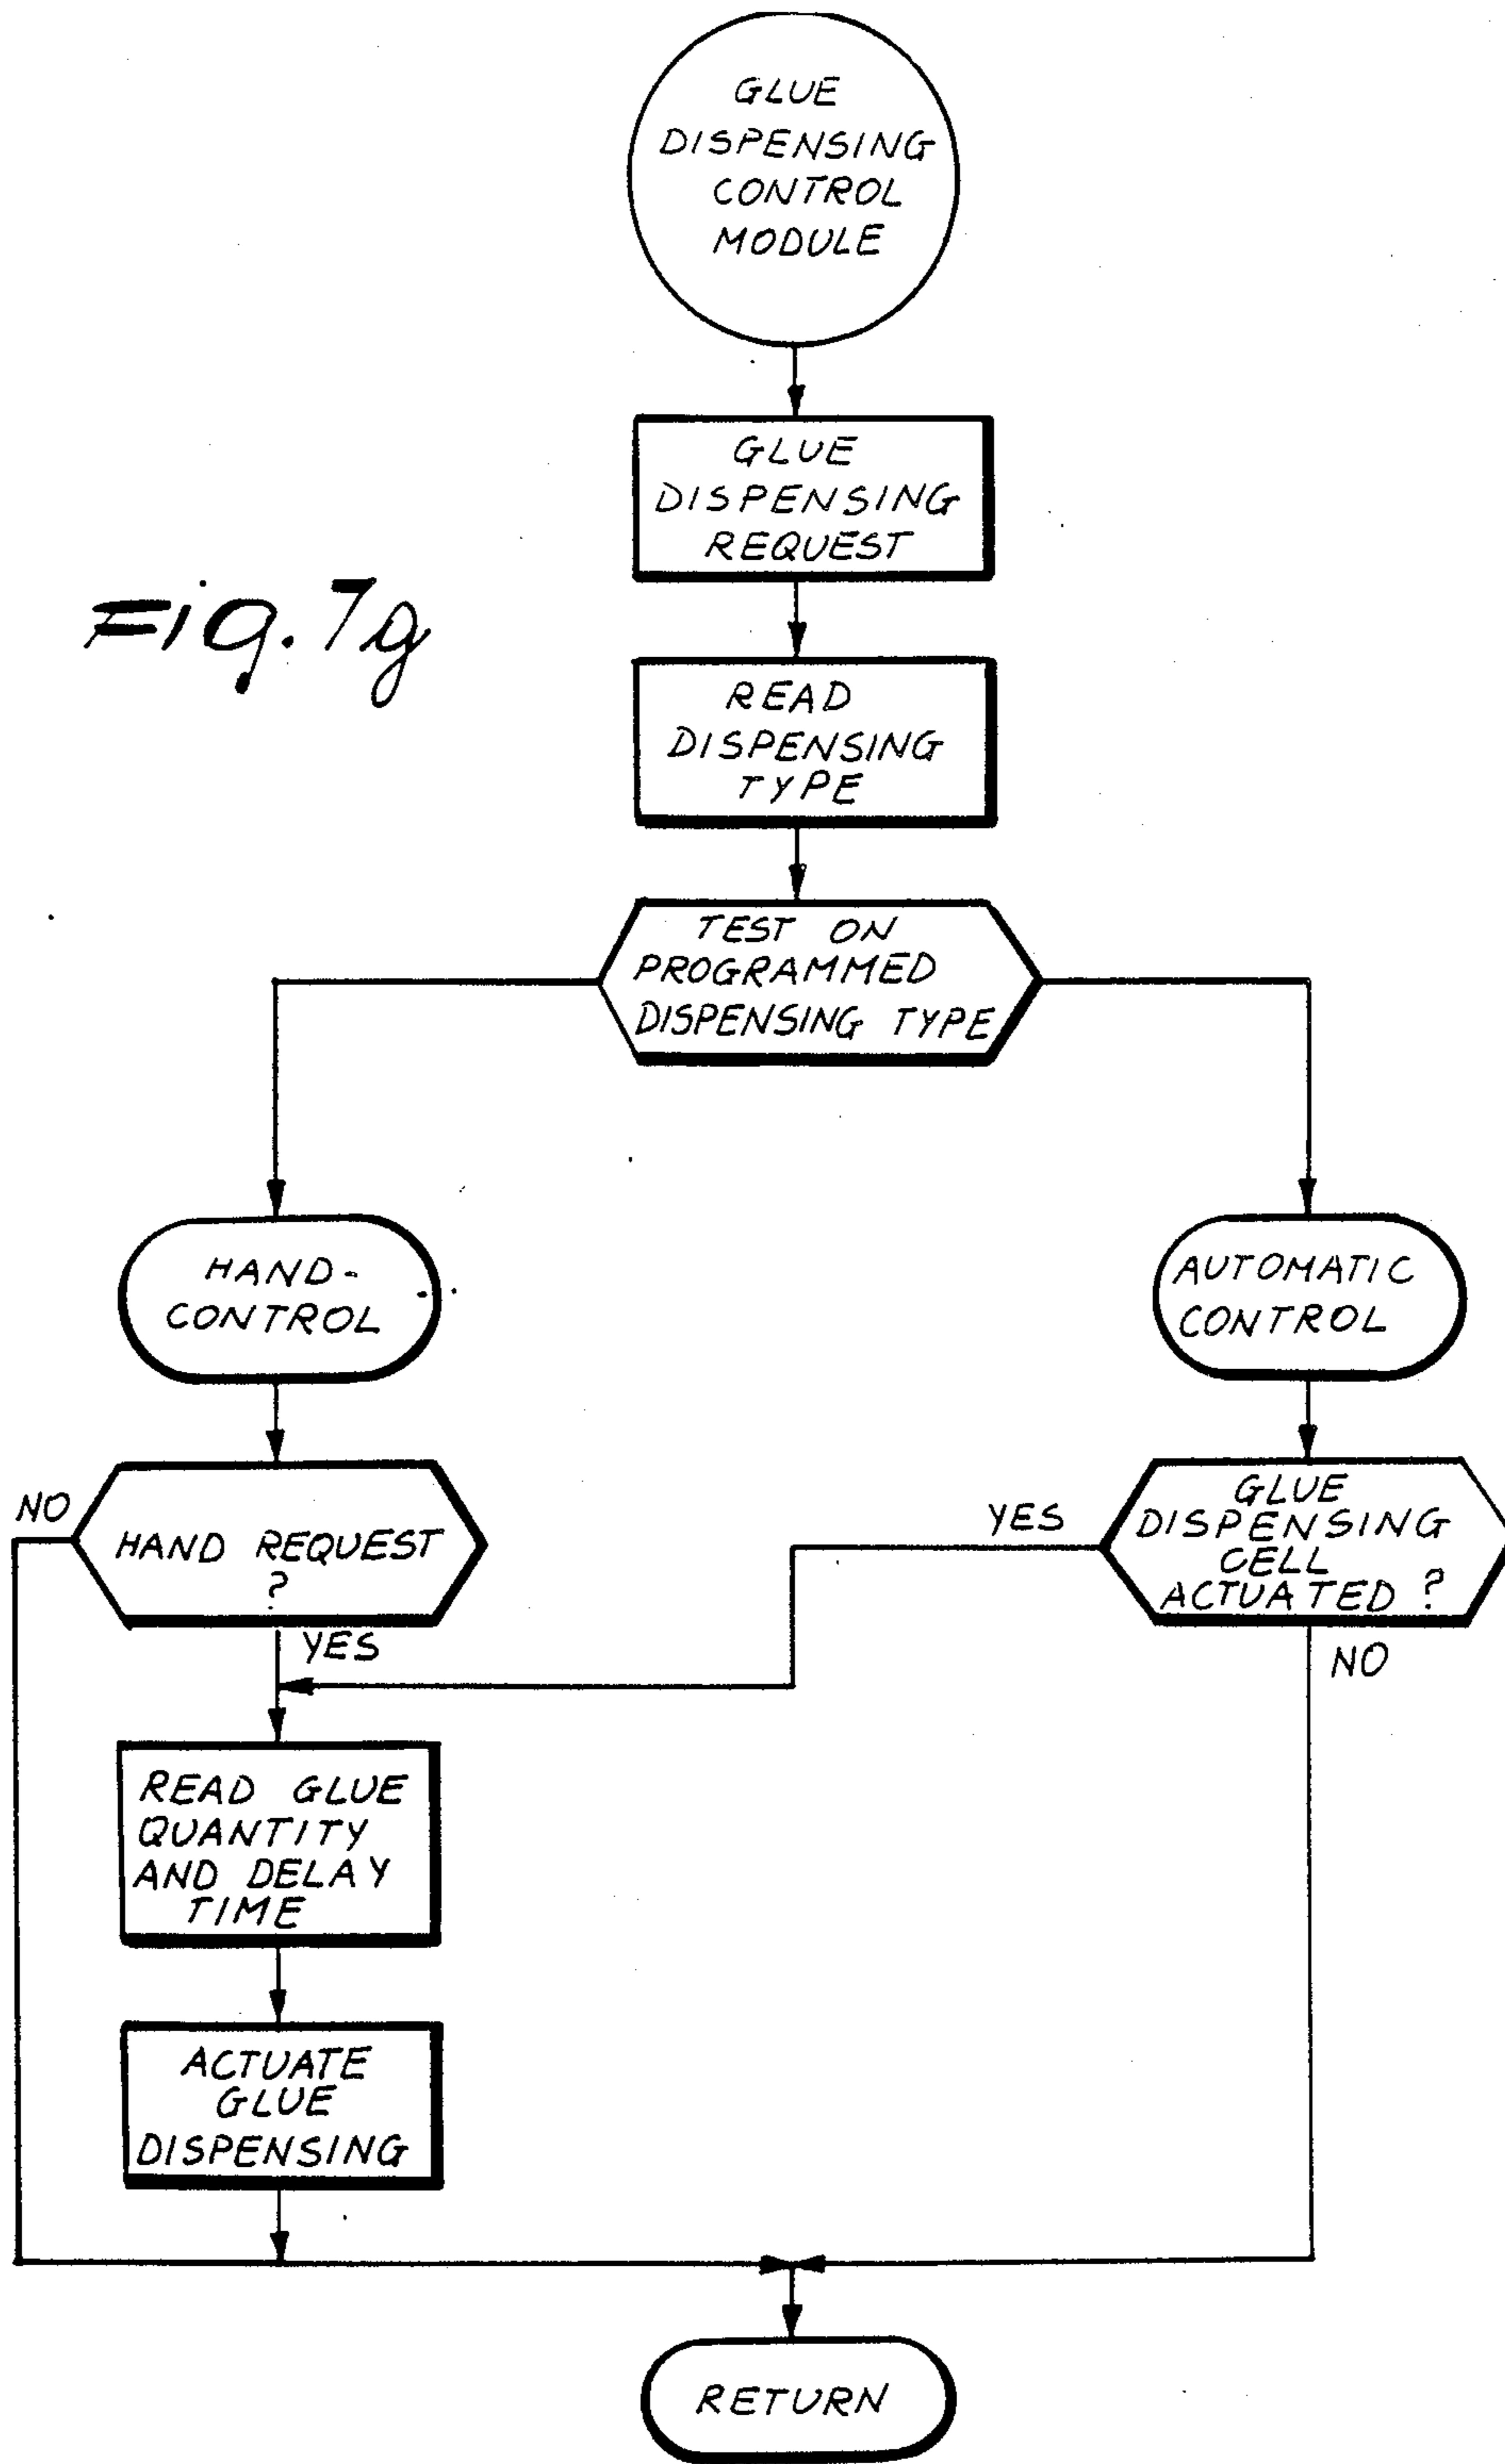 GLUE
DISPENSING
CONTROL
MODULE
GLUE
DISPENSING
REQUEST
Fig. 7g
READ
DISPENSING
TYPE
TEST ON
PROGRAMMED
DISPENSING TYPE
HAND-
CONTROL
AUTOMATIC
CONTROL
NO
HAND REQUEST
?
YES
YES
GLUE
DISPENSING
CELL
ACTUATED ?
NO
READ GLUE
QUANTITY
AND DELAY
TIME
ACTUATE
GLUE
DISPENSING
RETURN